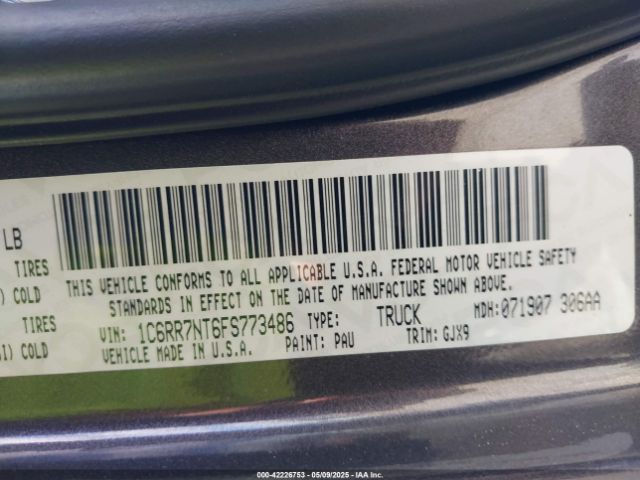 LB
TIRES
) COLD
TIRES
SI) COLD
THIS VEHICLE CONFORMS TO ALL APPLICABLE U.S.A. FEDERAL MOTOR VEHICLE SAFETY
STANDARDS IN EFFECT ON THE DATE OF MANUFACTURE SHOWN ABOVE.
VIN: 1C6RR7NT6FS773486 TYPE: TRUCK MDH: 071907 306AA
VEHICLE MADE IN U.S.A. PAINT: PAU TRIM: GJX9
000-42226753 - 05/09/2025 - IAA Inc.